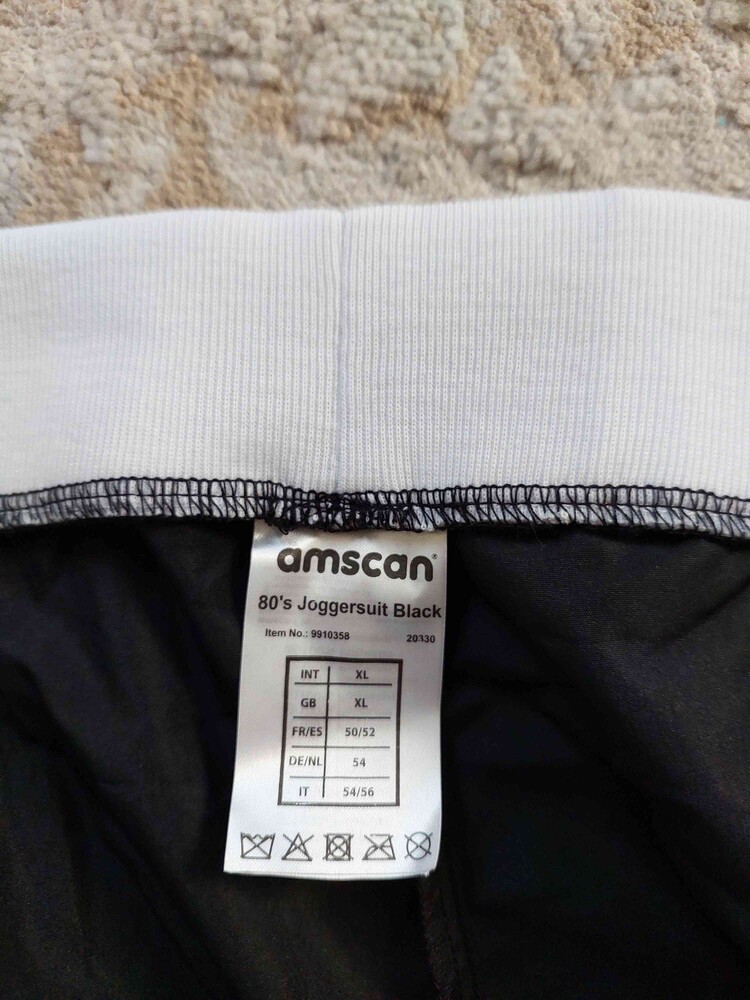 amscan®
80's Joggersuit Black
Item No.: 9910358 20330
INT XL
GB XL
FR/ES 50/52
DE/NL 54
IT 54/56